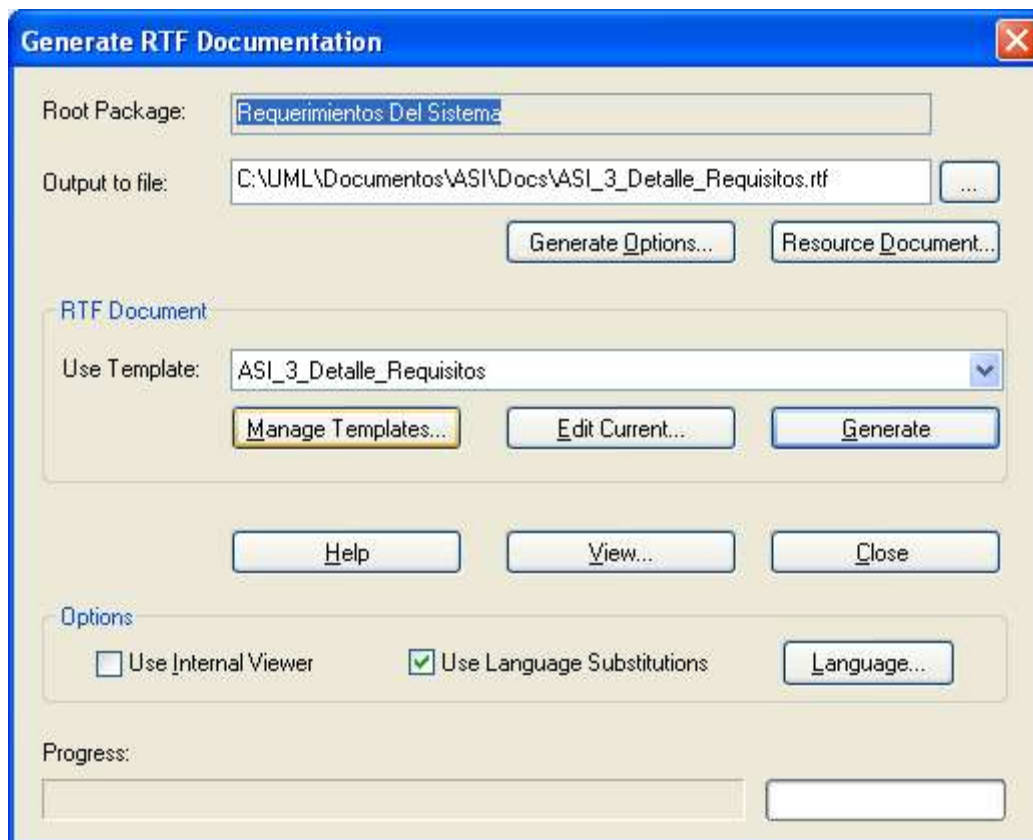 Generate RTF Documentation
Root Package: Requerimientos Del Sistema
Output to file: C:\UML\Documentos\ASI\Docs\ASI_3_Detalle_Requisitos.rtf ...
Generate Options... Resource Document...
RTF Document
Use Template: ASI_3_Detalle_Requisitos
Manage Templates... Edit Current... Generate
Help View... Close
Options
Use Internal Viewer Use Language Substitutions Language...
Progress: